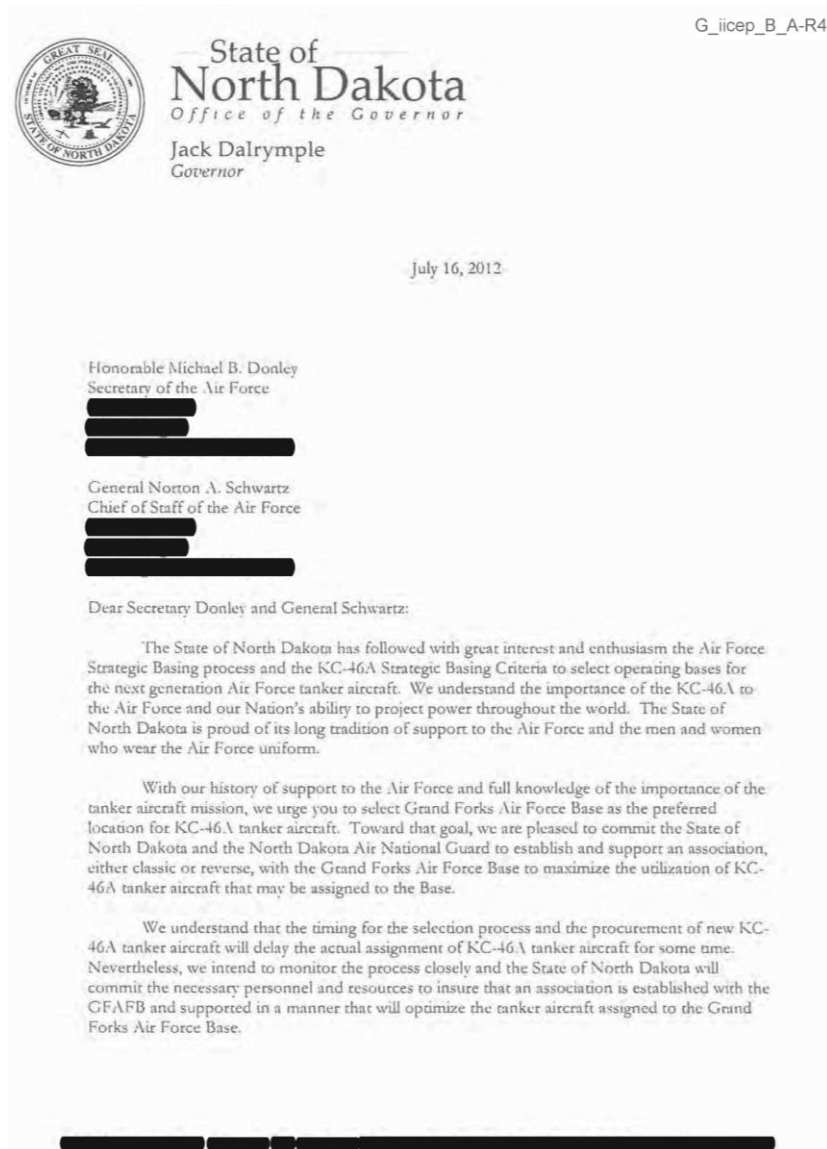 G_iicep_B_A-R4
GREAT SEAL
STATE OF NORTH DAKOTA
State of
North Dakota
Office of the Governor
Jack Dalrymple
Governor
July 16, 2012
Honorable Michael B. Donley
Secretary of the Air Force
General Norton A. Schwartz
Chief of Staff of the Air Force
Dear Secretary Donley and General Schwartz:
The State of North Dakota has followed with great interest and enthusiasm the Air Force
Strategic Basing process and the KC-46A Strategic Basing Criteria to select operating bases for
the next generation Air Force tanker aircraft. We understand the importance of the KC-46A to
the Air Force and our Nation's ability to project power throughout the world. The State of
North Dakota is proud of its long tradition of support to the Air Force and the men and women
who wear the Air Force uniform.
With our history of support to the Air Force and full knowledge of the importance of the
tanker aircraft mission, we urge you to select Grand Forks Air Force Base as the preferred
location for KC-46A tanker aircraft. Toward that goal, we are pleased to commit the State of
North Dakota and the North Dakota Air National Guard to establish and support an association,
either classic or reverse, with the Grand Forks Air Force Base to maximize the utilization of KC-
46A tanker aircraft that may be assigned to the Base.
We understand that the timing for the selection process and the procurement of new KC-
46A tanker aircraft will delay the actual assignment of KC-46A tanker aircraft for some time.
Nevertheless, we intend to monitor the process closely and the State of North Dakota will
commit the necessary personnel and resources to insure that an association is established with the
GFAFB and supported in a manner that will optimize the tanker aircraft assigned to the Grand
Forks Air Force Base.